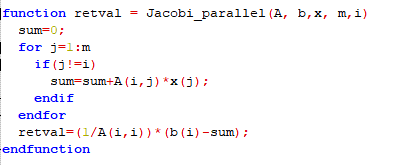 function retval = Jacobi_parallel(A, b,x, m,i)
sum=0;
for j=1:m
if(j!=i)
sum=sum+A(i,j)*x(j);
endif
endfor
retval=(1/A(i,i))*(b(i)-sum);
endfunction